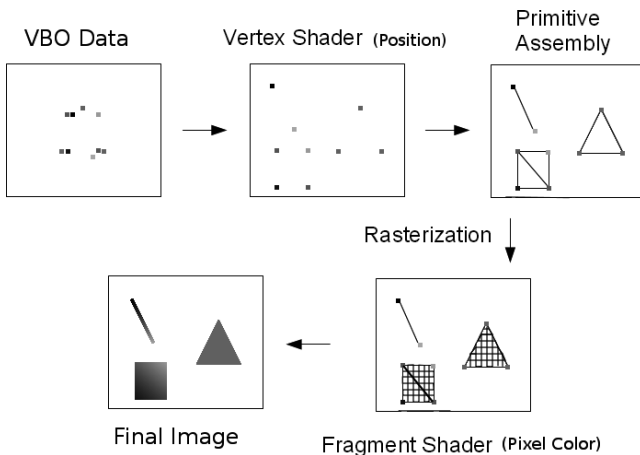 VBO Data
Vertex Shader (Position)
Primitive
Assembly
Rasterization
Final Image
Fragment Shader (Pixel Color)